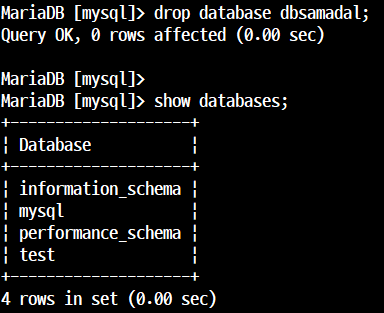 MariaDB [mysql]> drop database dbsamadal;
Query OK, 0 rows affected (0.00 sec)
MariaDB [mysql]>
MariaDB [mysql]> show databases;
+--------------------+
¦ Database           ¦
+--------------------+
¦ information_schema ¦
¦ mysql              ¦
¦ performance_schema ¦
¦ test               ¦
+--------------------+
4 rows in set (0.00 sec)